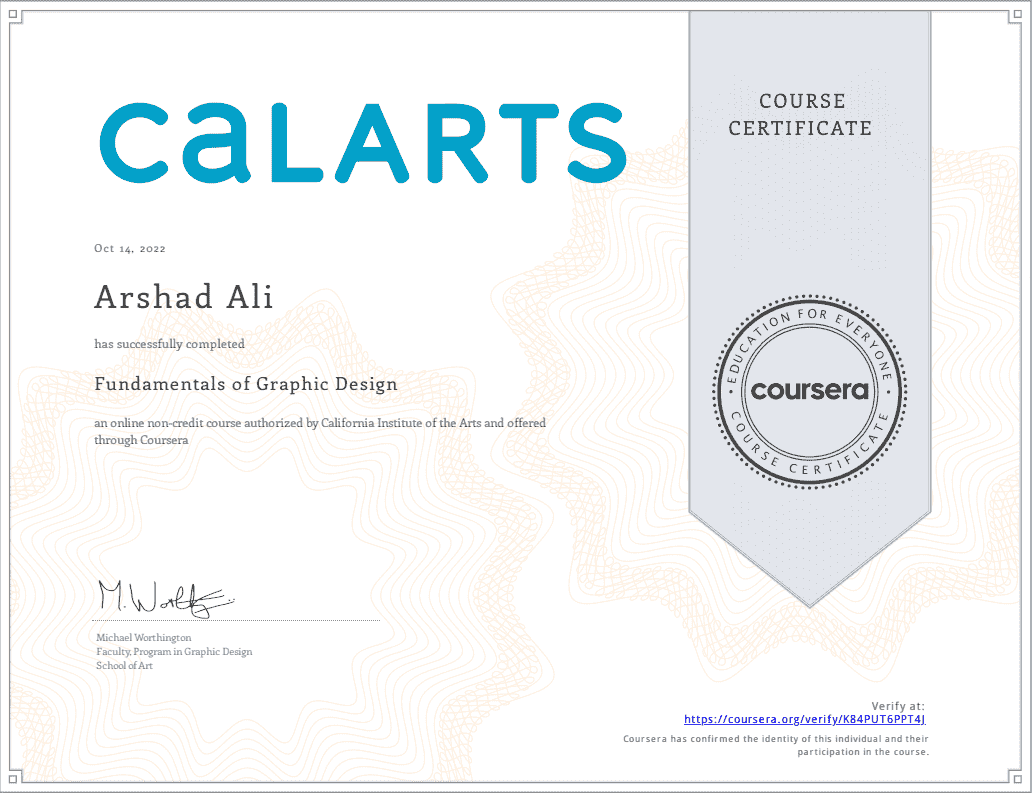 CALARTS
COURSE
CERTIFICATE
Oct 14, 2022
Arshad Ali
has successfully completed
Fundamentals of Graphic Design
an online non-credit course authorized by California Institute of the Arts and offered
through Coursera
EDUCATION FOR EVERYONE
coursera
COURSE CERTIFICATE
M. Worthington
Michael Worthington
Faculty, Program in Graphic Design
School of Art
Verify at:
https://coursera.org/verify/K84PUT6PPT4J
Coursera has confirmed the identity of this individual and their
participation in the course.